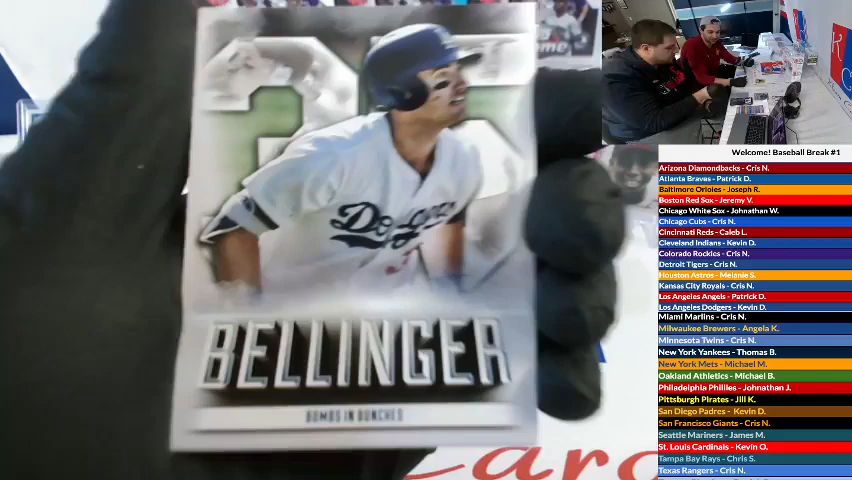 Dodgers
BELLINGER
BOMBS IN BUNCHES
Welcome! Baseball Break #1
Arizona Diamondbacks - Cris N.
Atlanta Braves - Patrick D.
Baltimore Orioles - Joseph R.
Boston Red Sox - Jeremy V.
Chicago White Sox - Johnathan W.
Chicago Cubs - Cris N.
Cincinnati Reds - Caleb L.
Cleveland Indians - Kevin D.
Colorado Rockies - Cris N.
Detroit Tigers - Cris N.
Houston Astros - Melanie S.
Kansas City Royals - Cris N.
Los Angeles Angels - Patrick D.
Los Angeles Dodgers - Kevin D.
Miami Marlins - Cris N.
Milwaukee Brewers - Angela K.
Minnesota Twins - Cris N.
New York Yankees - Thomas B.
New York Mets - Michael M.
Oakland Athletics - Michael B.
Philadelphia Phillies - Johnathan J.
Pittsburgh Pirates - Jill K.
San Diego Padres - Kevin D.
San Francisco Giants - Cris N.
Seattle Mariners - James M.
St. Louis Cardinals - Kevin O.
Tampa Bay Rays - Chris S.
Texas Rangers - Cris N.